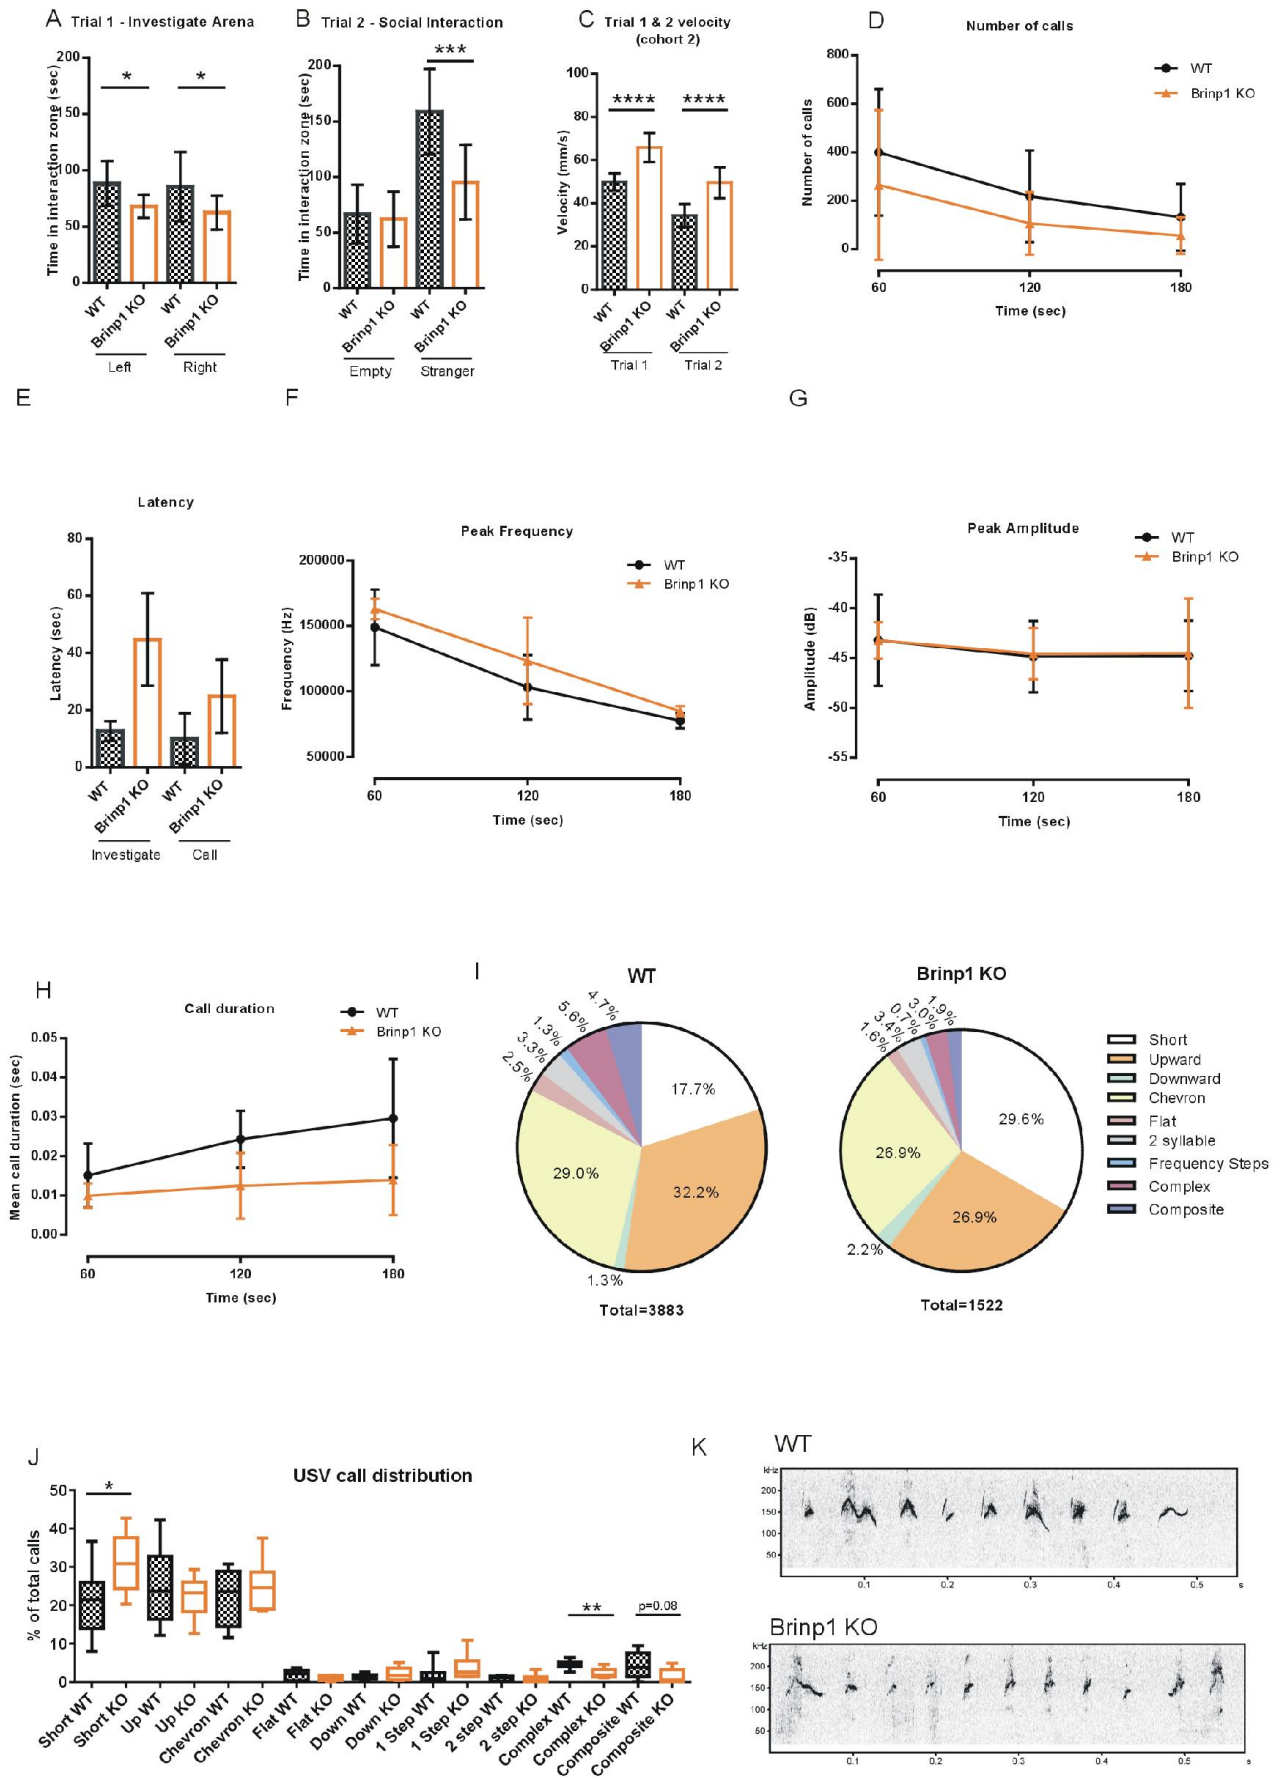 A Trial 1 - Investigate Arena
Time in interaction zone (sec)
200
150
100
50
0
*
*
WT
Brinp1 KO
WT
Brinp1 KO
Left
Right
B Trial 2 - Social Interaction
Time in interaction zone (sec)
200
150
100
50
0
***
WT
Brinp1 KO
WT
Brinp1 KO
Empty
Stranger
C Trial 1 & 2 velocity
(cohort 2)
Velocity (mm/s)
100
80
60
40
20
0
****
****
WT
Brinp1 KO
WT
Brinp1 KO
Trial 1
Trial 2
D
Number of calls
Number of calls
800
600
400
200
0
60
120
180
Time (sec)
WT
Brinp1 KO
E
Latency
Latency (sec)
80
60
40
20
0
WT
Brinp1 KO
WT
Brinp1 KO
Investigate
Call
F
Peak Frequency
Frequency (Hz)
200000
150000
100000
50000
60
120
180
Time (sec)
WT
Brinp1 KO
G
Peak Amplitude
Amplitude (dB)
-35
-40
-45
-50
-55
60
120
180
Time (sec)
WT
Brinp1 KO
H
Call duration
Mean call duration (sec)
0.05
0.04
0.03
0.02
0.01
0.00
60
120
180
Time (sec)
WT
Brinp1 KO
I
WT
17.7%
32.2%
1.3%
29.0%
2.5%
3.3%
1.3%
5.6%
4.7%
Total=3883
Brinp1 KO
29.6%
26.9%
2.2%
26.9%
1.6%
3.4%
0.7%
3.0%
1.9%
Total=1522
Short
Upward
Downward
Chevron
Flat
2 syllable
Frequency Steps
Complex
Composite
J
USV call distribution
% of total calls
50
40
30
20
10
0
*
**
p=0.08
Short WT
Short KO
Up WT
Up KO
Chevron WT
Chevron KO
Flat WT
Flat KO
Down WT
Down KO
1 Step WT
1 Step KO
2 step WT
2 step KO
Complex WT
Complex KO
Composite WT
Composite KO
K
WT
kHz
200
150
100
50
0.1
0.2
0.3
0.4
0.5
s
Brinp1 KO
kHz
200
150
100
50
0.1
0.2
0.3
0.4
0.5
s